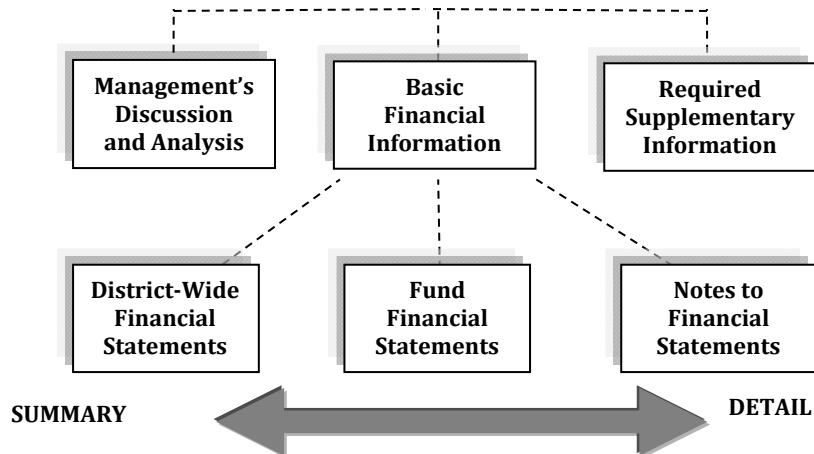 Management’s
Discussion
and Analysis
Basic
Financial
Information
Required
Supplementary
Information
District-Wide
Financial
Statements
Fund
Financial
Statements
Notes to
Financial
Statements
SUMMARY
DETAIL